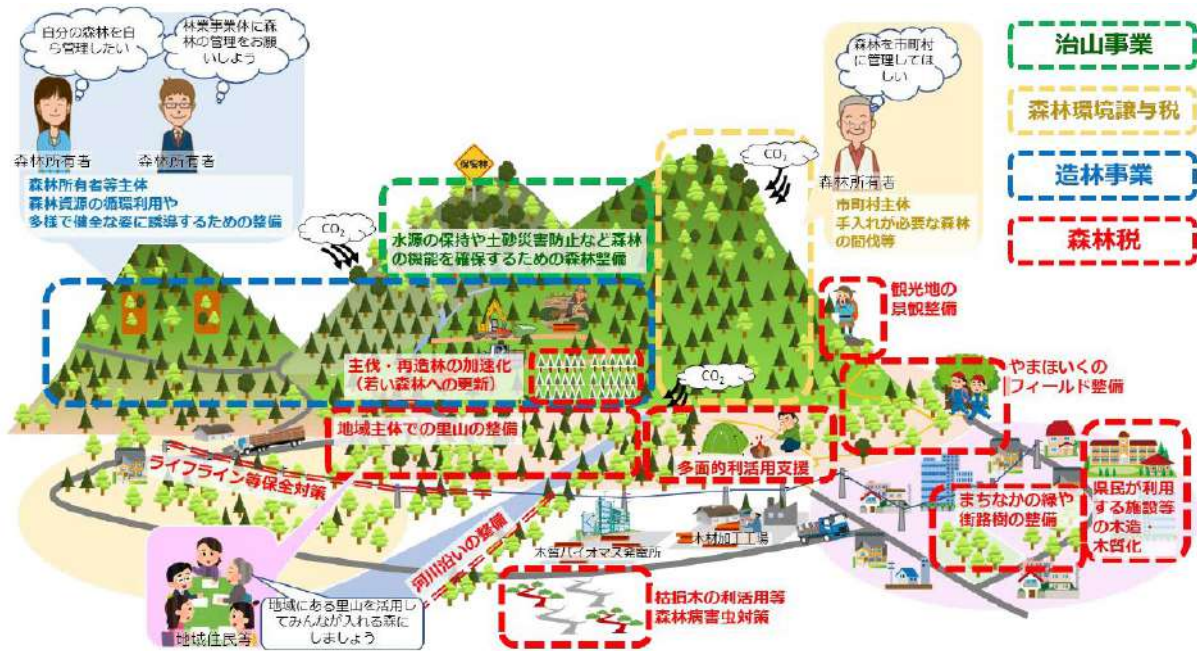 自分の森林を自
ら管理したい
林業事業体に森
林の管理をお願
いしよう
森林所有者
森林所有者
森林所有者等主体
森林資源の循環利用や
多様で健全な姿に誘導するための整備
CO2
保安林
水源の保持や土砂災害防止など森林
の機能を確保するための森林整備
CO2
森林を市町村
に管理してほ
しい
森林所有者
市町村主体
手入れが必要な森林
の間伐等
治山事業
森林環境譲与税
造林事業
森林税
主伐・再造林の加速化
（若い森林への更新）
CO2
観光地の
景観整備
やまほいくの
フィールド整備
地域主体での里山の整備
多面的利活用支援
ライフライン等保全対策
河川沿いの整備
木質バイオマス発電所
木材加工工場
まちなかの緑や
街路樹の整備
県民が利用
する施設等
の木造・
木質化
枯損木の利活用等
森林病害虫対策
地域にある里山を活用し
てみんなが入れる森に
しましょう
地域住民等